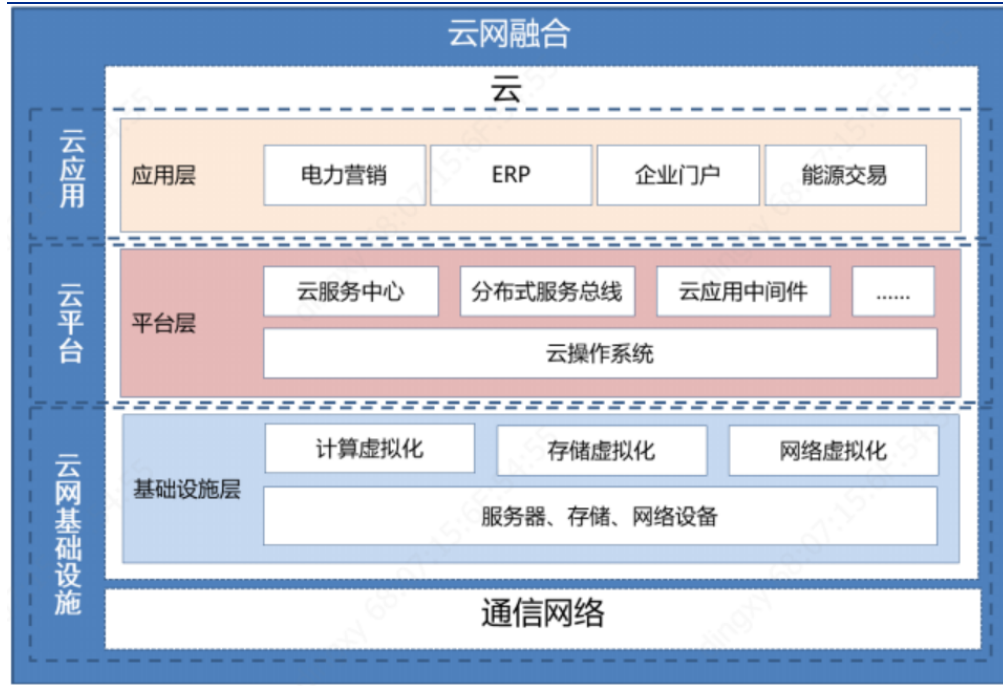 云网融合
云
云应用
应用层
电力营销
ERP
企业门户
能源交易
云平台
平台层
云服务中心
分布式服务总线
云应用中间件
......
云操作系统
云网基础设施
基础设施层
计算虚拟化
存储虚拟化
网络虚拟化
服务器、存储、网络设备
通信网络